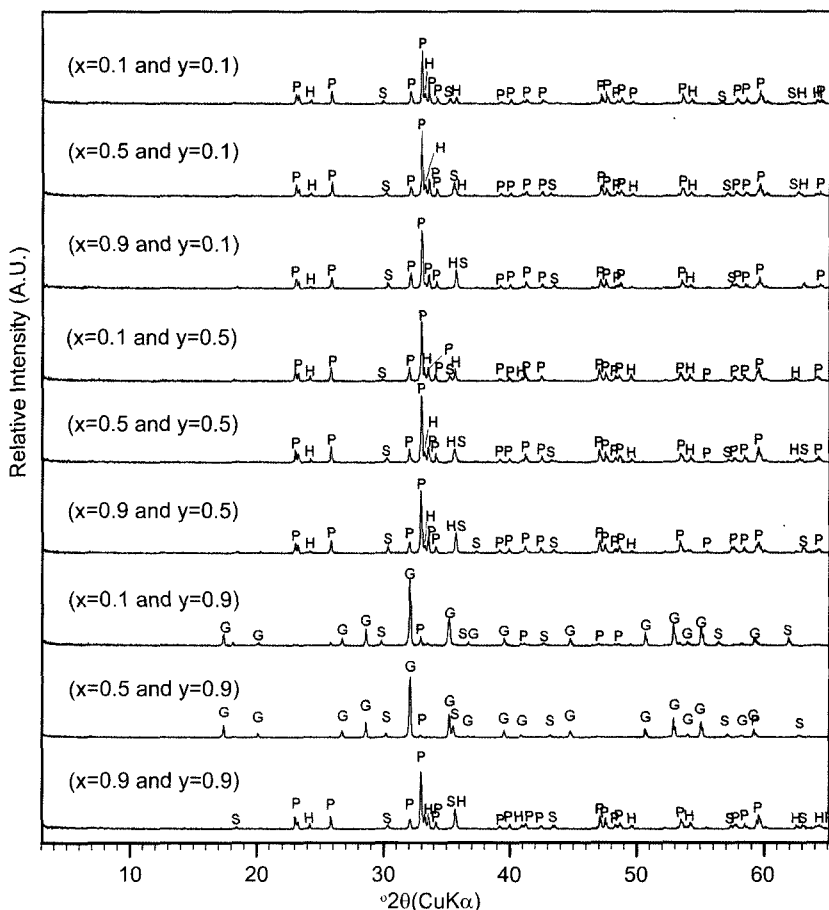 Relative Intensity (A.U.)
(x=0.1 and y=0.1)
P H P H P S P P H P P S H P P P P P P P P H S P P P S H H P
(x=0.5 and y=0.1)
P H P H P S P P H P P S H P P P P S P P P P P H S P P P S H P
(x=0.9 and y=0.1)
P H P S P P P P H S P P P P S P P P P P H S P P P P
(x=0.1 and y=0.5)
P H P S P P H P P S H P P H P P P P P P H P H P P P P H P
(x=0.5 and y=0.5)
P H P S P P H P P H S P P P P S P P P P H P H P S P P P H S P
(x=0.9 and y=0.5)
P H P S P P H P P H S S P P P P S P P P P H P P P P P S P
(x=0.1 and y=0.9)
G G G G S G P G S G G P S G P P G G G G S G S
(x=0.5 and y=0.9)
G G G G S G P G S G G G S G G G G G S G G P S
(x=0.9 and y=0.9)
S P H P S P P H P P S H P P H P P S P P P P H P H S P P P H S H H
10 20 30 40 50 60
°2θ(CuKα)